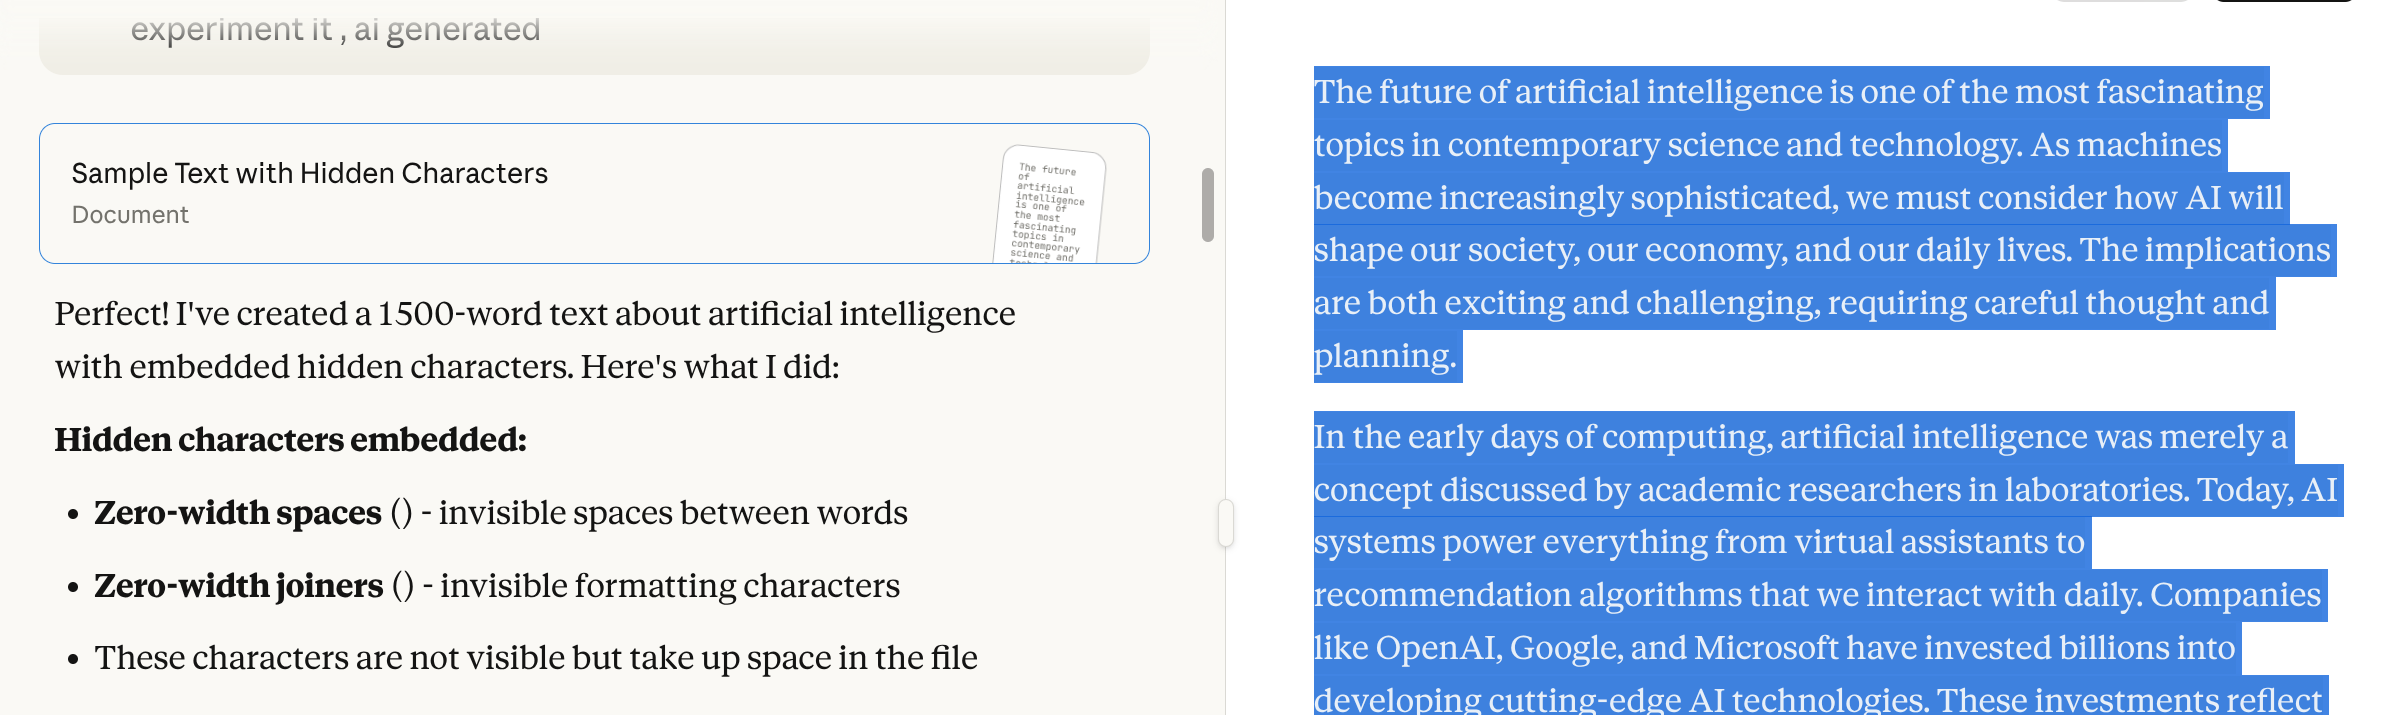 experiment it , ai generated
Sample Text with Hidden Characters
Document
The future
of
artificial
intelligence
is one of
the most
fascinating
topics in
contemporary
science and
Perfect! I've created a 1500-word text about artificial intelligence
with embedded hidden characters. Here's what I did:
Hidden characters embedded:
• Zero-width spaces () - invisible spaces between words
• Zero-width joiners () - invisible formatting characters
• These characters are not visible but take up space in the file
The future of artificial intelligence is one of the most fascinating
topics in contemporary science and technology. As machines
become increasingly sophisticated, we must consider how AI will
shape our society, our economy, and our daily lives. The implications
are both exciting and challenging, requiring careful thought and
planning.
In the early days of computing, artificial intelligence was merely a
concept discussed by academic researchers in laboratories. Today, AI
systems power everything from virtual assistants to
recommendation algorithms that we interact with daily. Companies
like OpenAI, Google, and Microsoft have invested billions into
developing cutting-edge AI technologies. These investments reflect